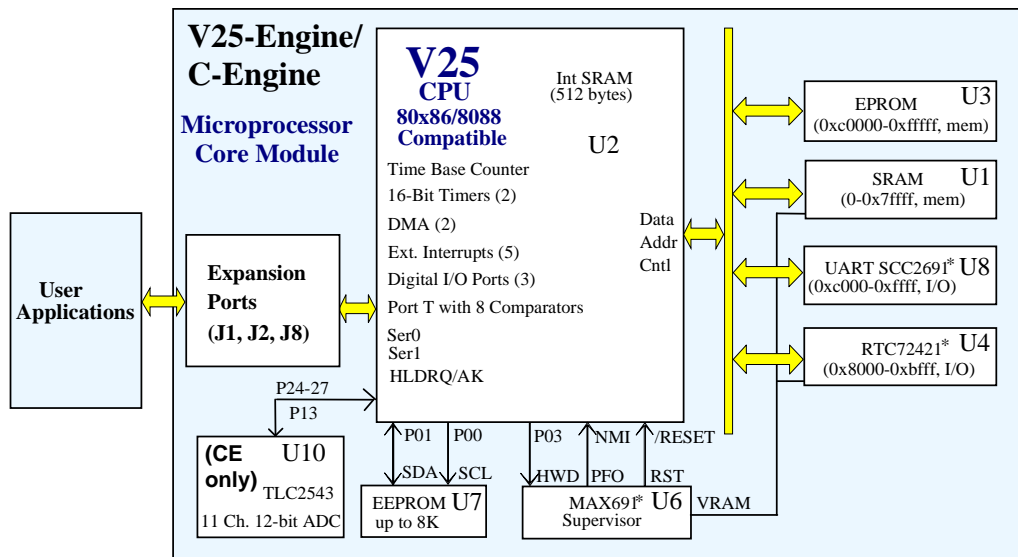 V25-Engine/
C-Engine
Microprocessor
Core Module
V25
CPU
80x86/8088
Compatible
Int SRAM
(512 bytes)
U2
Time Base Counter
16-Bit Timers (2)
DMA (2)
Ext. Interrupts (5)
Digital I/O Ports (3)
Port T with 8 Comparators
Ser0
Ser1
HLDRQ/AK
Data
Addr
Cntl
EPROM U3
(0xc0000-0xfffff, mem)
SRAM U1
(0-0x7ffff, mem)
UART SCC2691* U8
(0xc000-0xffff, I/O)
RTC72421* U4
(0x8000-0xbfff, I/O)
User
Applications
Expansion
Ports
(J1, J2, J8)
P24-27
P13
(CE
only)
U10
TLC2543
11 Ch. 12-bit ADC
P01 P00 P03 NMI /RESET
SDA SCL HWD PFO RST
EEPROM U7
up to 8K
MAX691* U6
Supervisor
VRAM